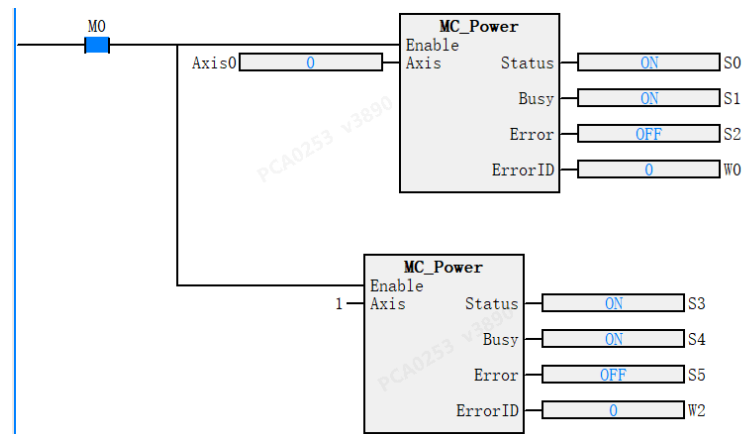 M0
MC_Power
Enable
Axis0 0 Axis Status ON S0
Busy ON S1
Error OFF S2
ErrorID 0 W0
PCA0253 v3890
MC_Power
Enable
1 Axis Status ON S3
Busy ON S4
Error OFF S5
ErrorID 0 W2
PCA0253 v3890